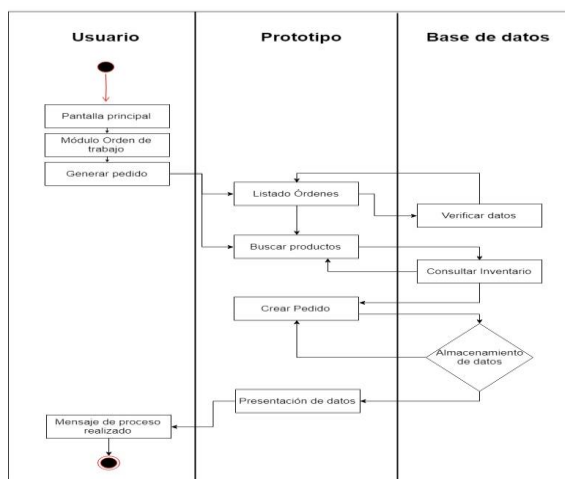 Usuario
Prototipo
Base de datos
Pantalla principal
Módulo Orden de
trabajo
Generar pedido
Listado Órdenes
Verificar datos
Buscar productos
Consultar Inventario
Crear Pedido
Almacenamiento
de datos
Presentación de datos
Mensaje de proceso
realizado